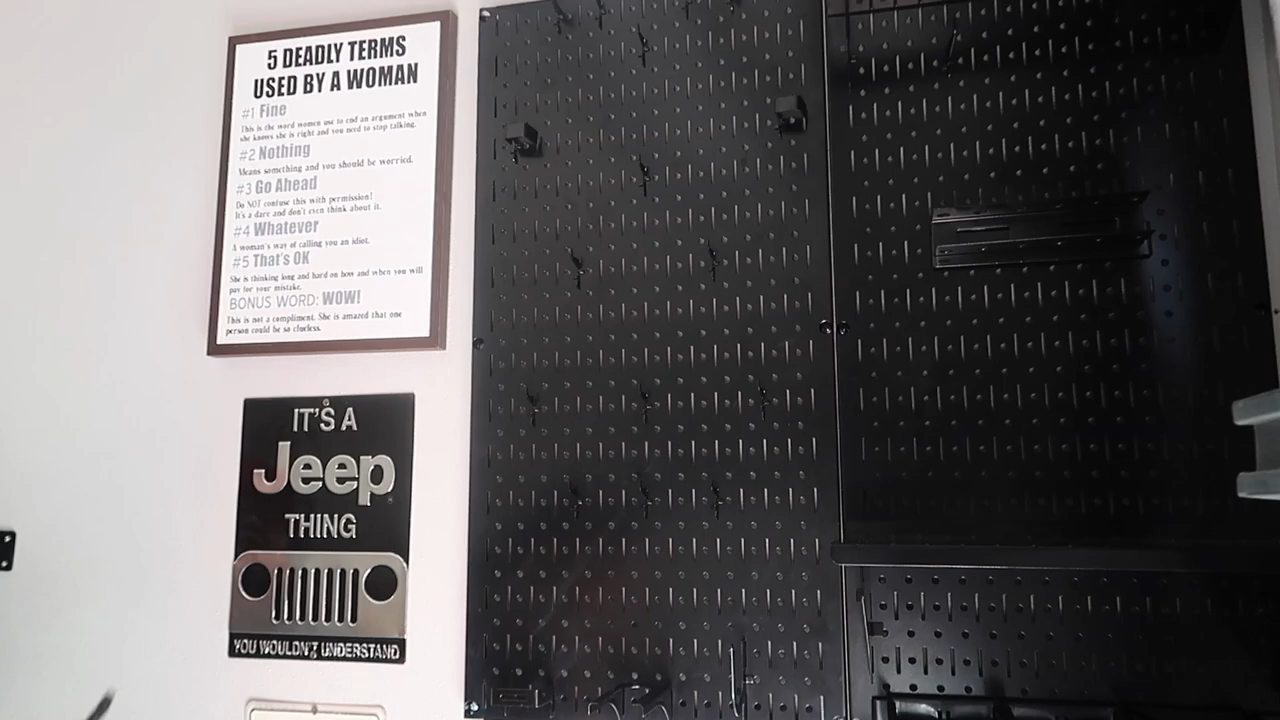 5 DEADLY TERMS
USED BY A WOMAN
#1 Fine
This is the word women use to end an argument when
she knows she is right and you need to stop talking.
#2 Nothing
Means something and you should be worried.
#3 Go Ahead
Do NOT confuse this with permission!
It's a dare and don't even think about it.
#4 Whatever
A woman's way of calling you an idiot.
#5 That's OK
She is thinking long and hard on how and when you will
pay for your mistake.
BONUS WORD: WOW!
This is not a compliment. She is amazed that one
person could be so clueless.
IT'S A
Jeep
THING
YOU WOULDN'T UNDERSTAND